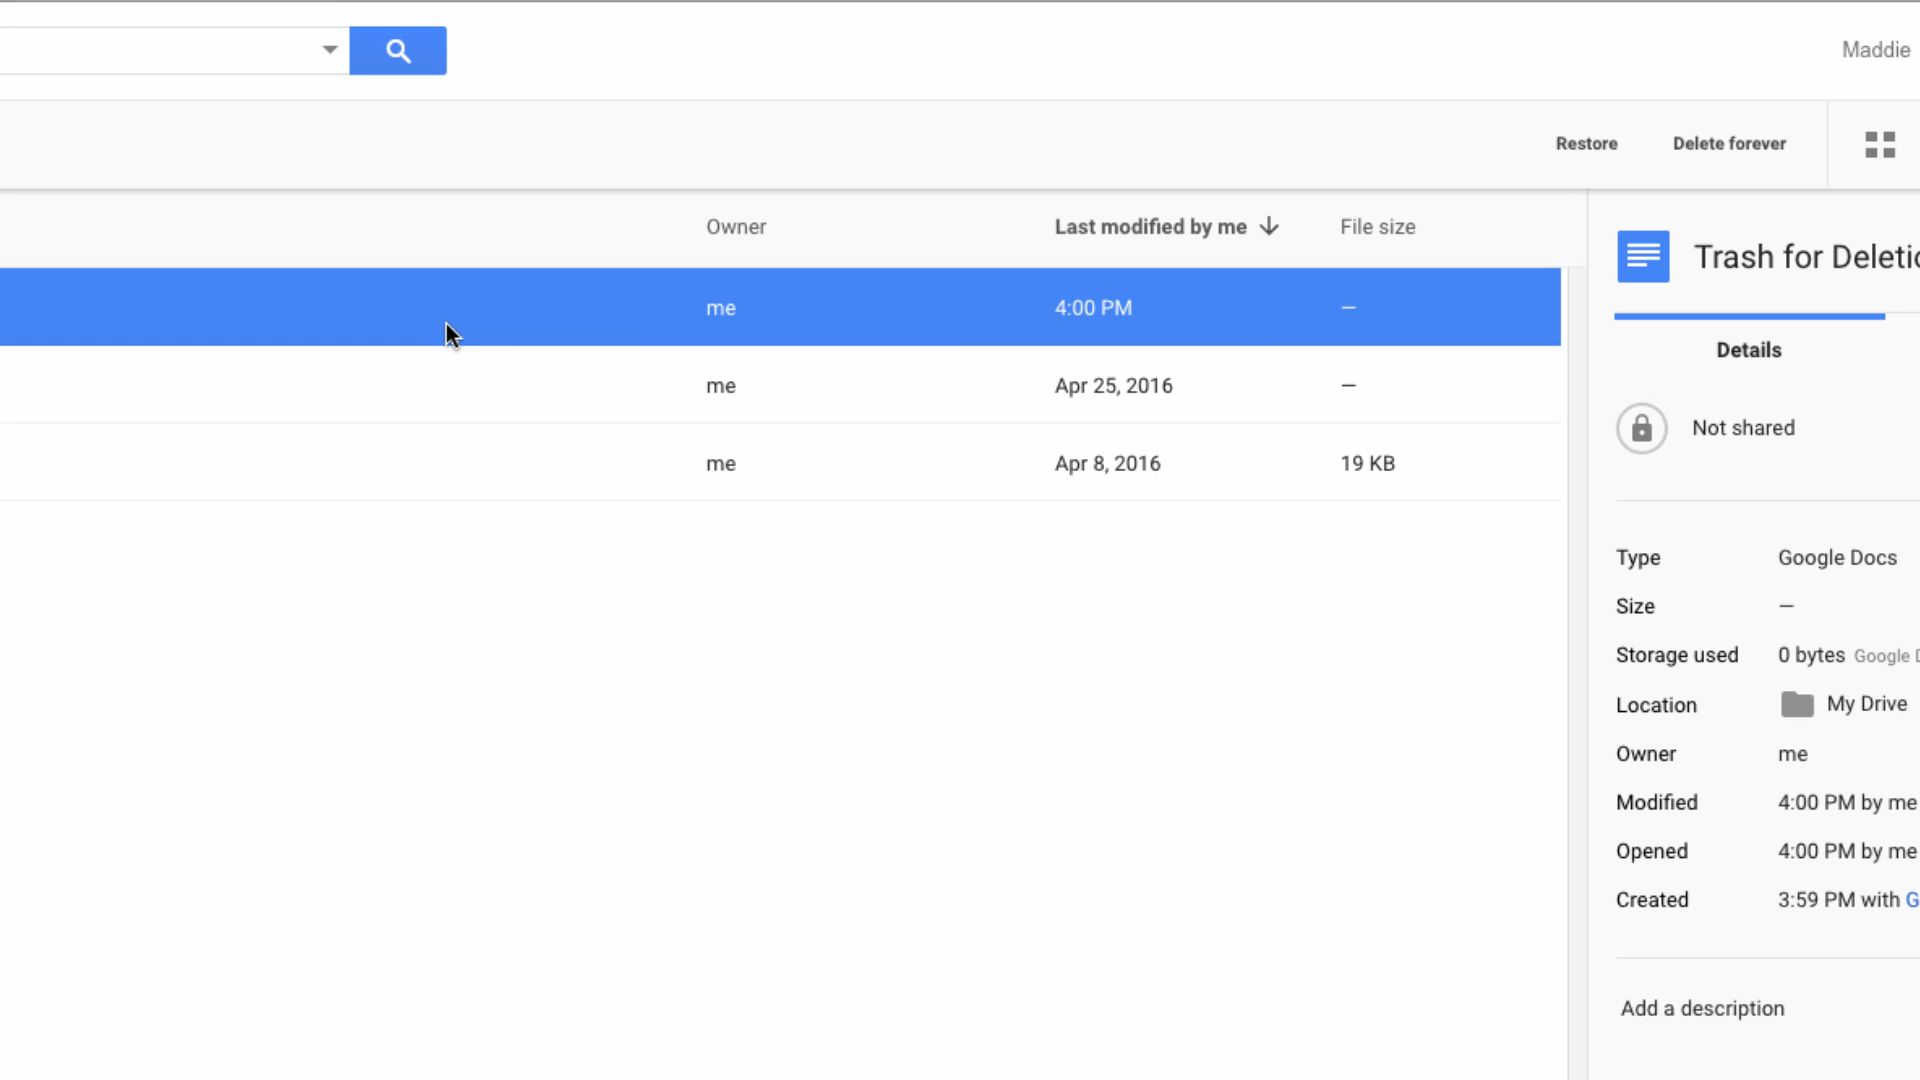 Maddie
Restore Delete forever
Owner Last modified by me File size
me 4:00 PM —
me Apr 25, 2016 —
me Apr 8, 2016 19 KB
Trash for
Details
Not shared
Type Google Docs
Size —
Storage used 0 bytes Google
Location My Drive
Owner me
Modified 4:00 PM by me
Opened 4:00 PM by me
Created 3:59 PM with
Add a description